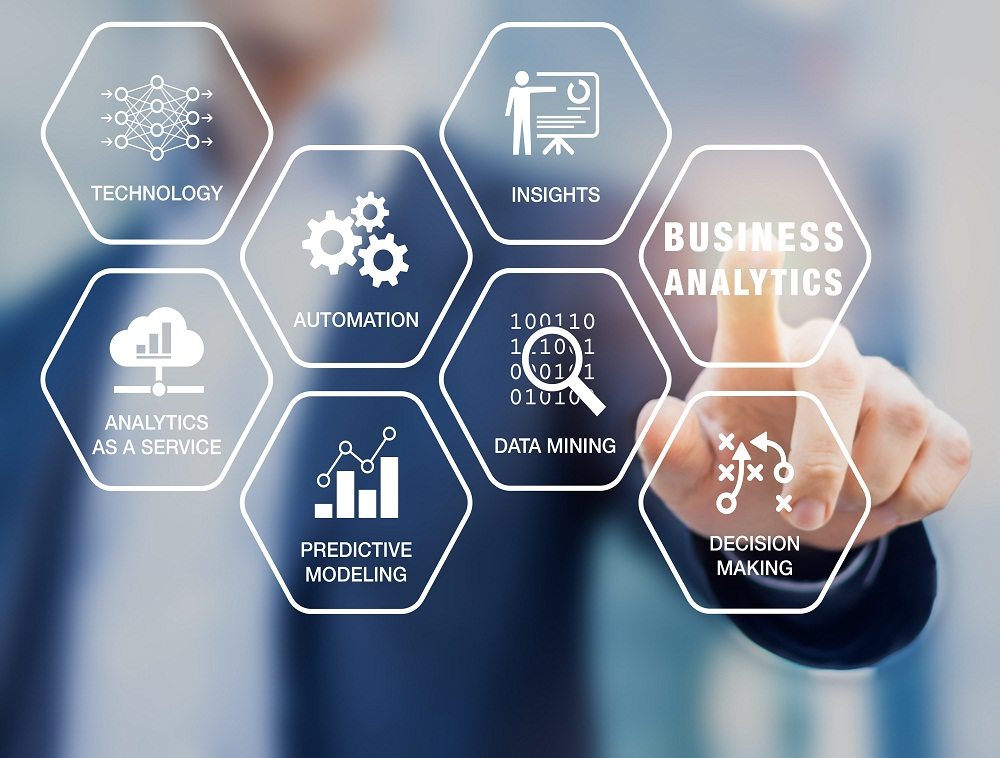 TECHNOLOGY
INSIGHTS
AUTOMATION
BUSINESS
ANALYTICS
ANALYTICS
AS A SERVICE
100110
DATA MINING
PREDICTIVE
MODELING
DECISION
MAKING